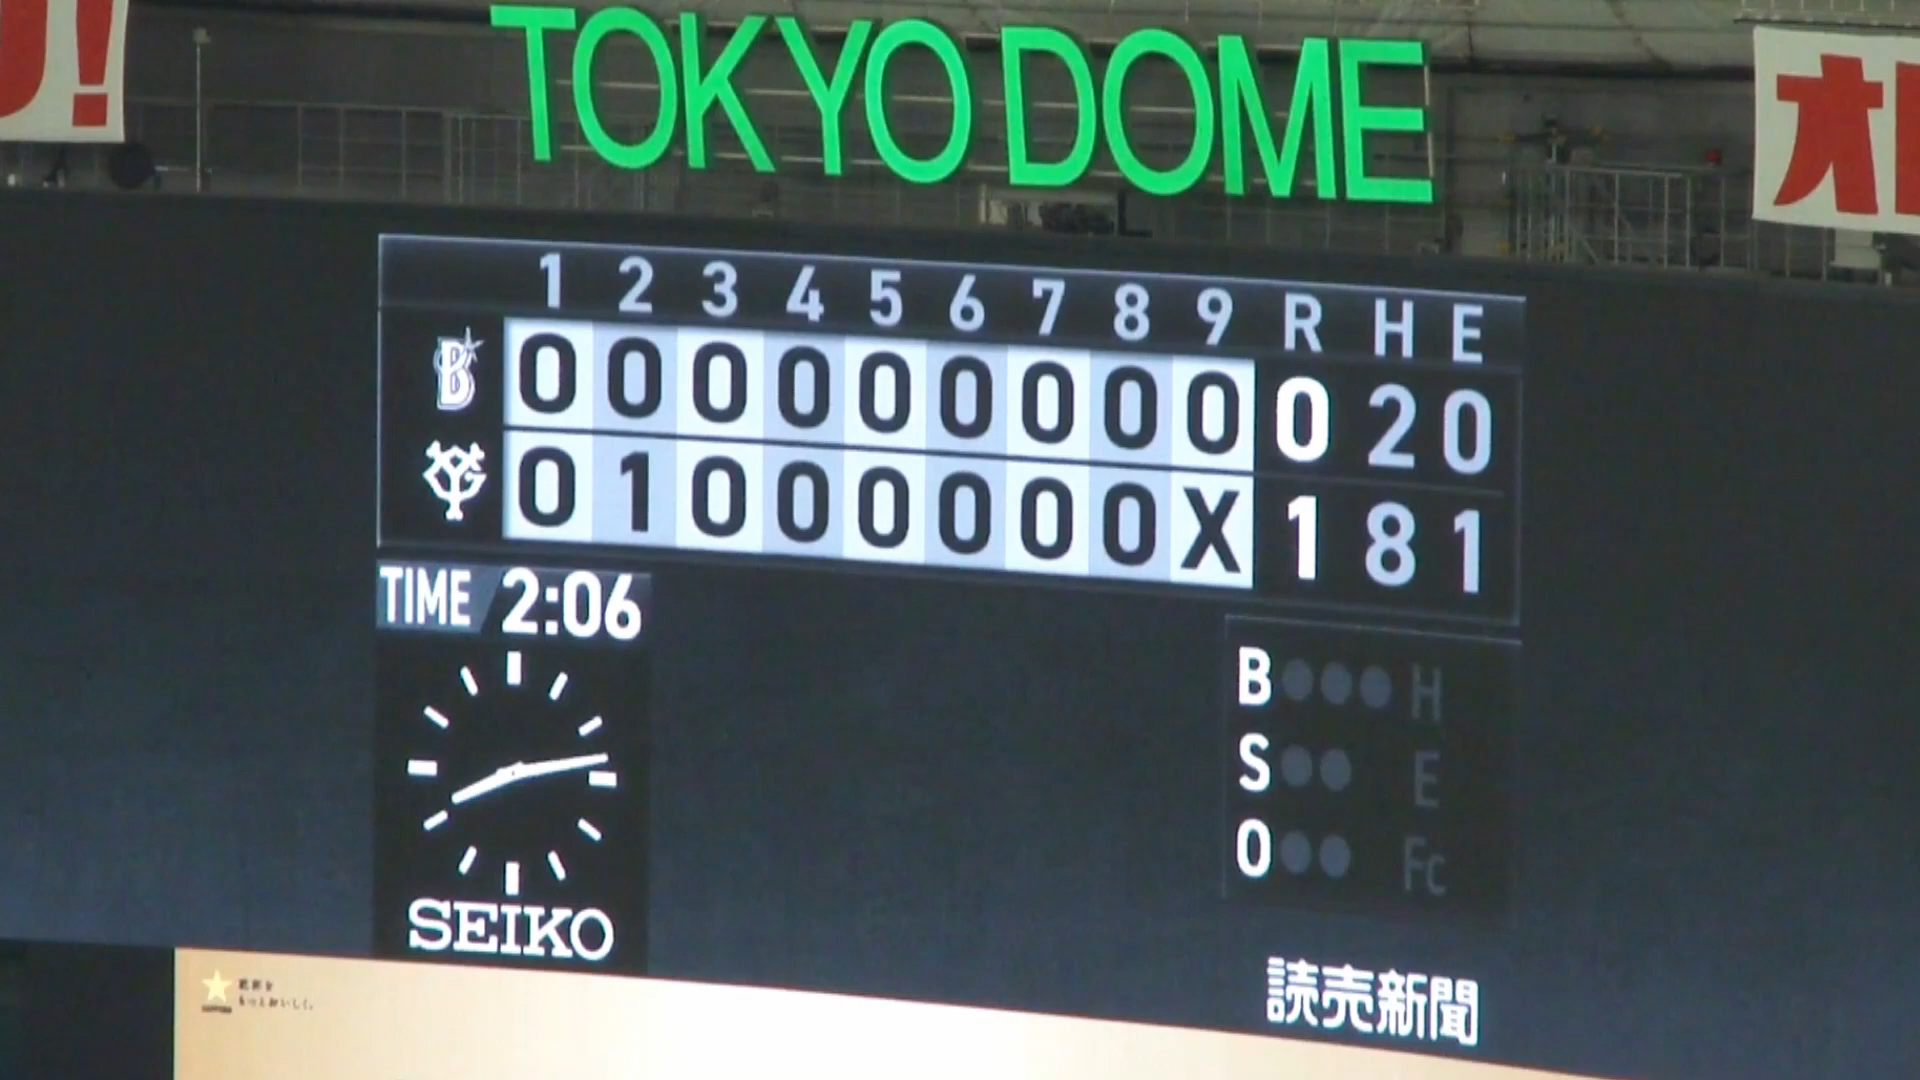 TOKYO DOME
!
オ
1 2 3 4 5 6 7 8 9 R H E
B 0 0 0 0 0 0 0 0 0 0 2 0
YG 0 1 0 0 0 0 0 0 X 1 8 1
TIME 2:06
B H
S E
O Fc
SEIKO
読売新聞